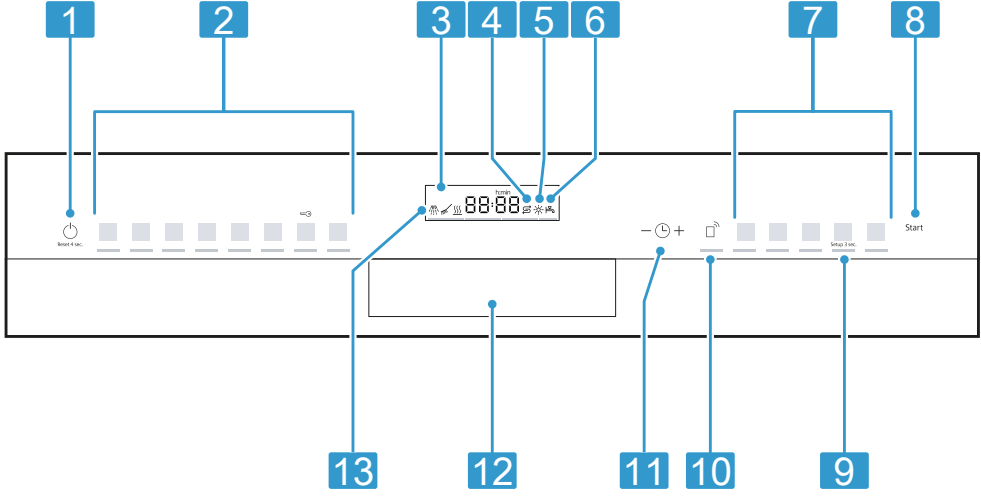 1 2 3 4 5 6 7 8
h:min
88:88
Reset 4 sec.
Start
Setup 3 sec.
13 12 11 10 9